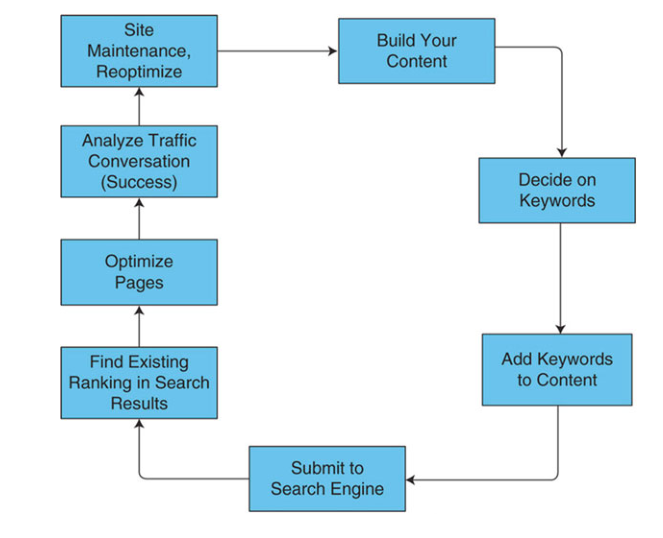 Site
Maintenance,
Reoptimize
Build Your
Content
Decide on
Keywords
Add Keywords
to Content
Submit to
Search Engine
Find Existing
Ranking in Search
Results
Optimize
Pages
Analyze Traffic
Conversation
(Success)